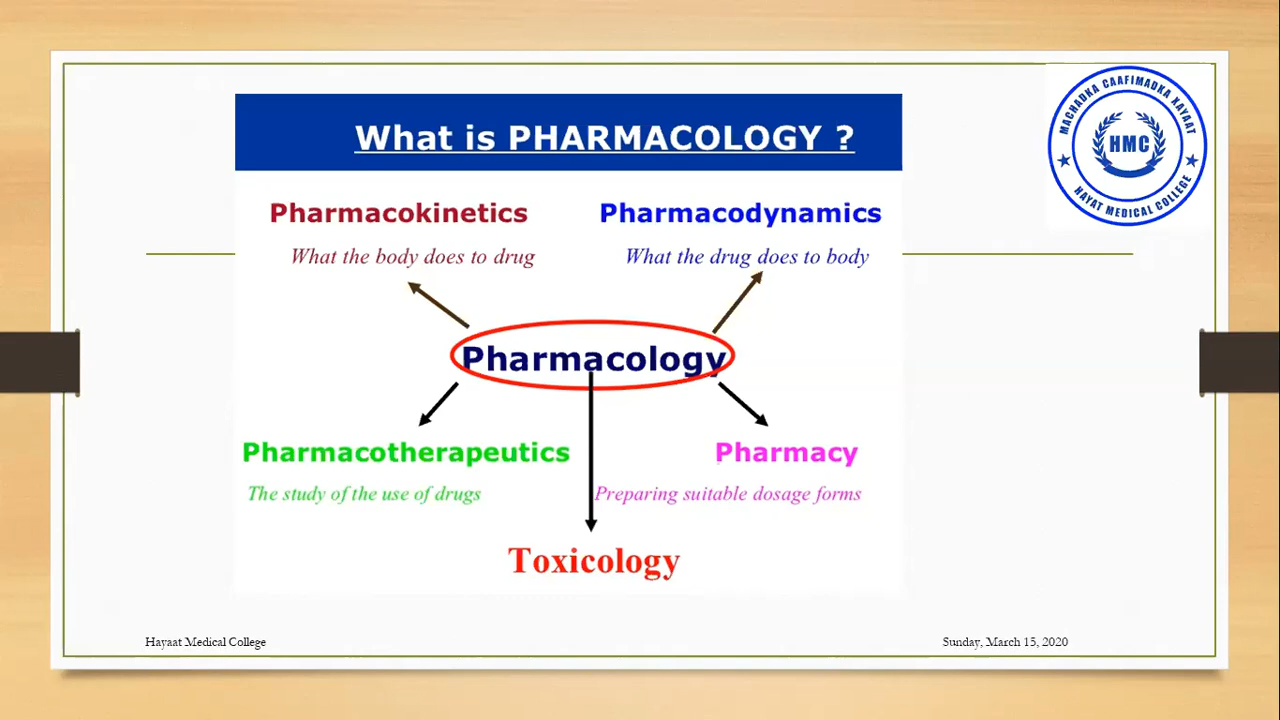 What is PHARMACOLOGY ?
MACHADKA CAAFIMADKA XAYAAT
HMC
HAYAT MEDICAL COLLEGE
Pharmacokinetics
What the body does to drug
Pharmacodynamics
What the drug does to body
Pharmacology
Pharmacotherapeutics
The study of the use of drugs
Pharmacy
Preparing suitable dosage forms
Toxicology
Hayaat Medical College
Sunday, March 15, 2020